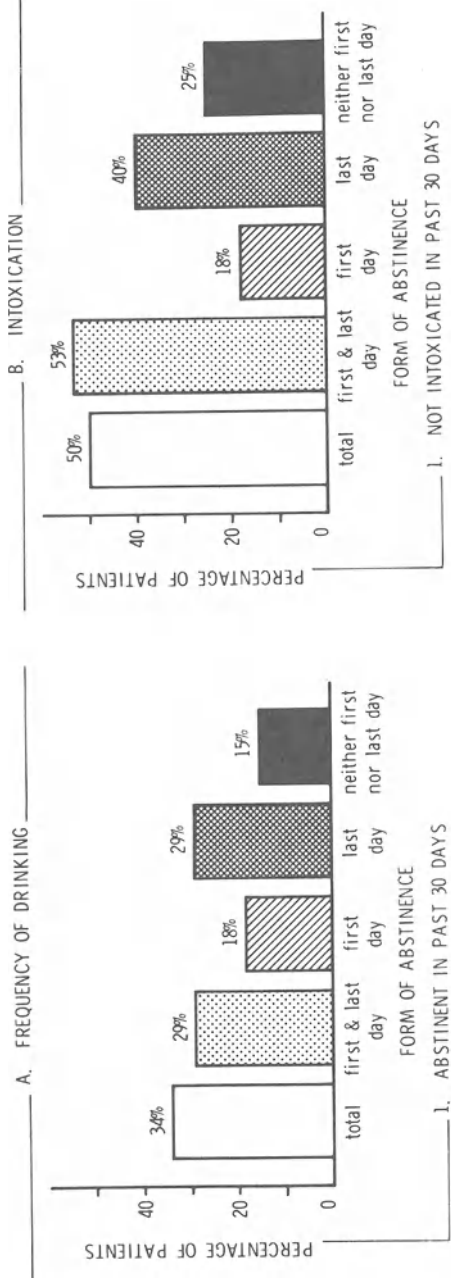 A. FREQUENCY OF DRINKING
PERCENTAGE OF PATIENTS
40
20
0
34%
29%
18%
29%
15%
total
first & last day
first day
last day
neither first nor last day
FORM OF ABSTINENCE
1. ABSTINENT IN PAST 30 DAYS
B. INTOXICATION
PERCENTAGE OF PATIENTS
40
20
0
50%
53%
18%
40%
25%
total
first & last day
first day
last day
neither first nor last day
FORM OF ABSTINENCE
1. NOT INTOXICATED IN PAST 30 DAYS